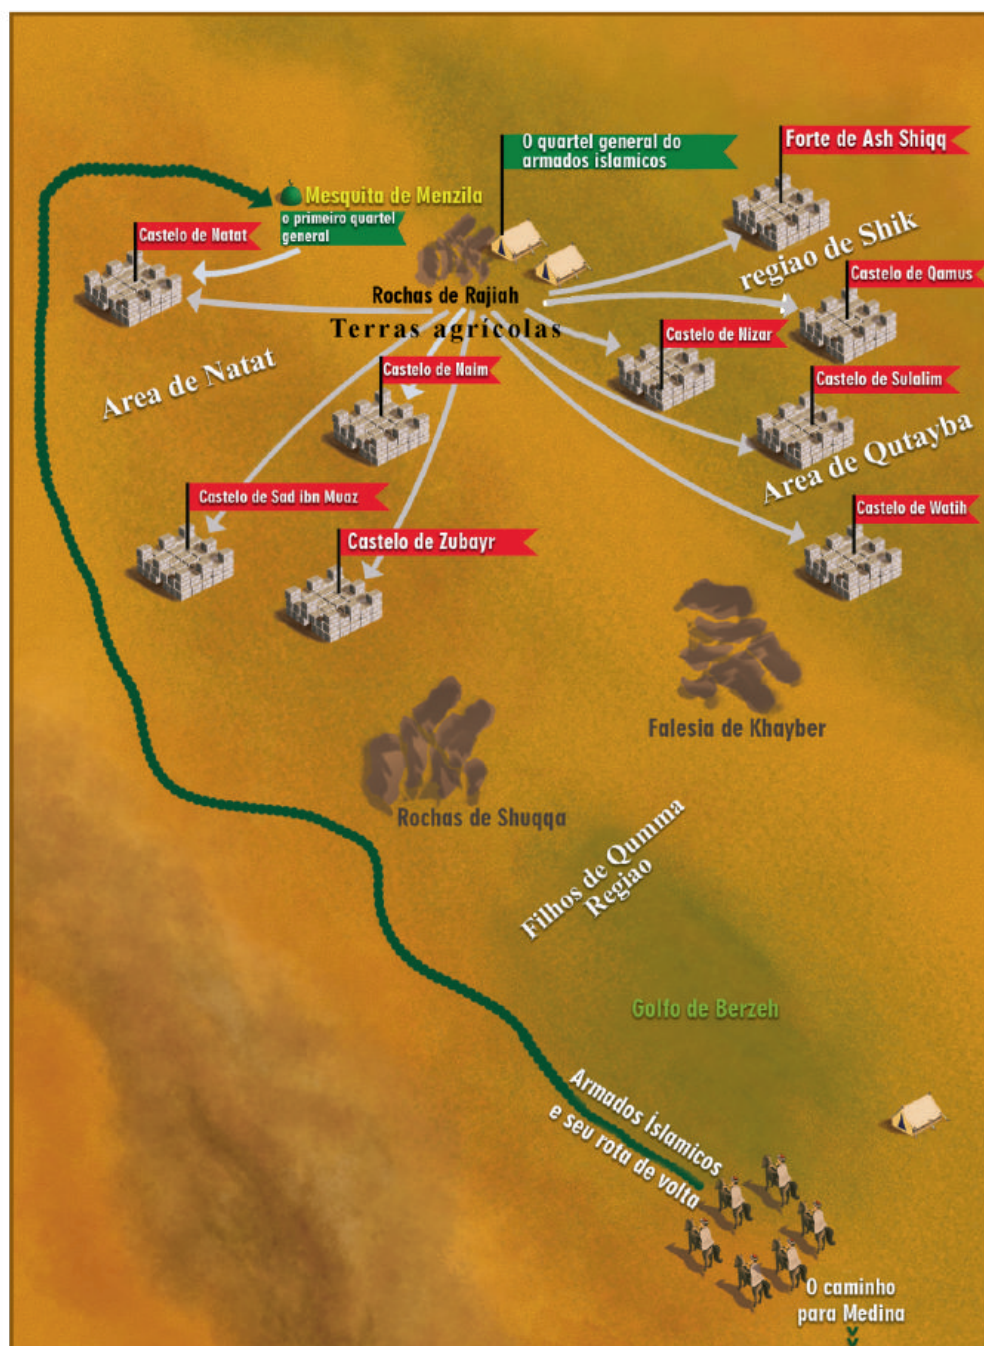 O quartel general do
armados islamicos
Forte de Ash Shiqq
Mesquita de Menzila
o primeiro quartel
general
Castelo de Natat
regiao de Shik
Castelo de Qamus
Rochas de Rajiah
Terras agrícolas
Castelo de Nizar
Area de Natat
Castelo de Naim
Castelo de Sulalim
Area de Qutayba
Castelo de Sad ibn Muaz
Castelo de Watih
Castelo de Zubayr
Falesia de Khayber
Rochas de Shuqqa
Filhos de Qumma
Regiao
Golfo de Berzeh
Armados İslamicos
e seu rota de volta
O caminho
para Medina